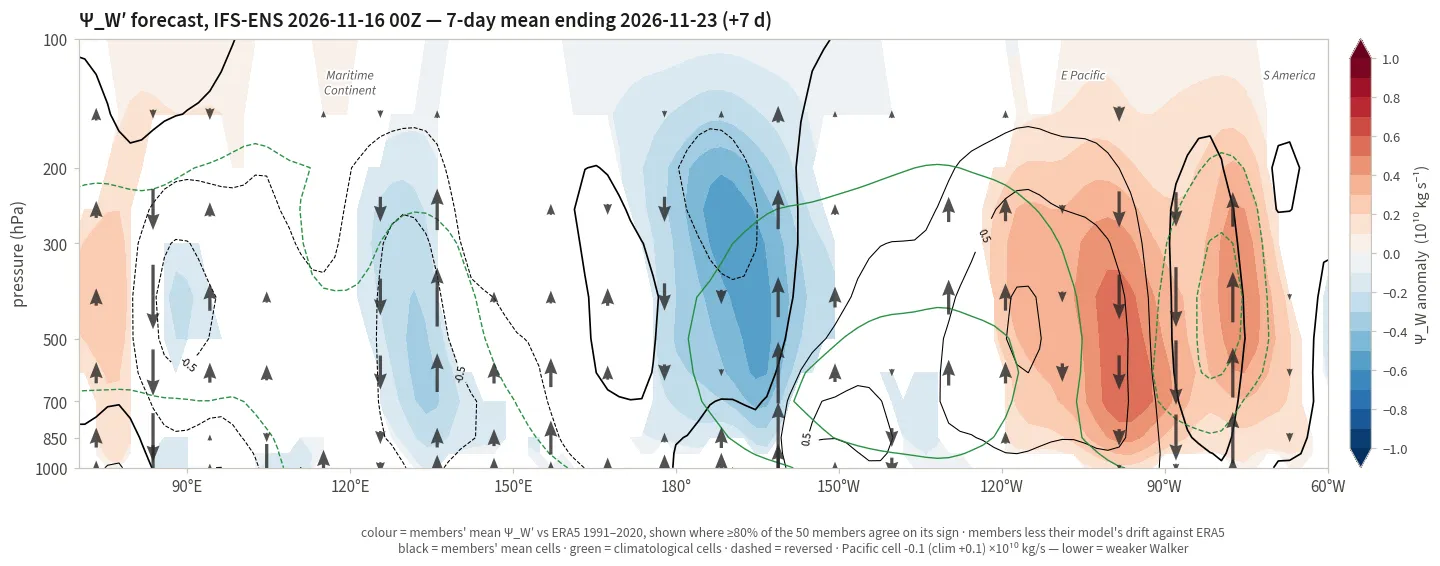 Ψ_W′ forecast, IFS-ENS 2026-11-16 00Z — 7-day mean ending 2026-11-23 (+7 d)
100
200
300
400
500
700
850
1000
pressure (hPa)
Maritime
Continent
E Pacific
S America
0.5
0.5
-0.5
-0.5
90°E
120°E
150°E
180°
150°W
120°W
90°W
60°W
1.0
0.8
0.6
0.4
0.2
0.0
−0.2
−0.4
−0.6
−0.8
−1.0
Ψ_W anomaly (10¹⁰ kg s⁻¹)
colour = members' mean Ψ_W′ vs ERA5 1991–2020, shown where ≥80% of the 50 members agree on its sign · members less their model's drift against ERA5
black = members' mean cells · green = climatological cells · dashed = reversed · Pacific cell -0.1 (clim +0.1) ×10¹⁰ kg/s — lower = weaker Walker